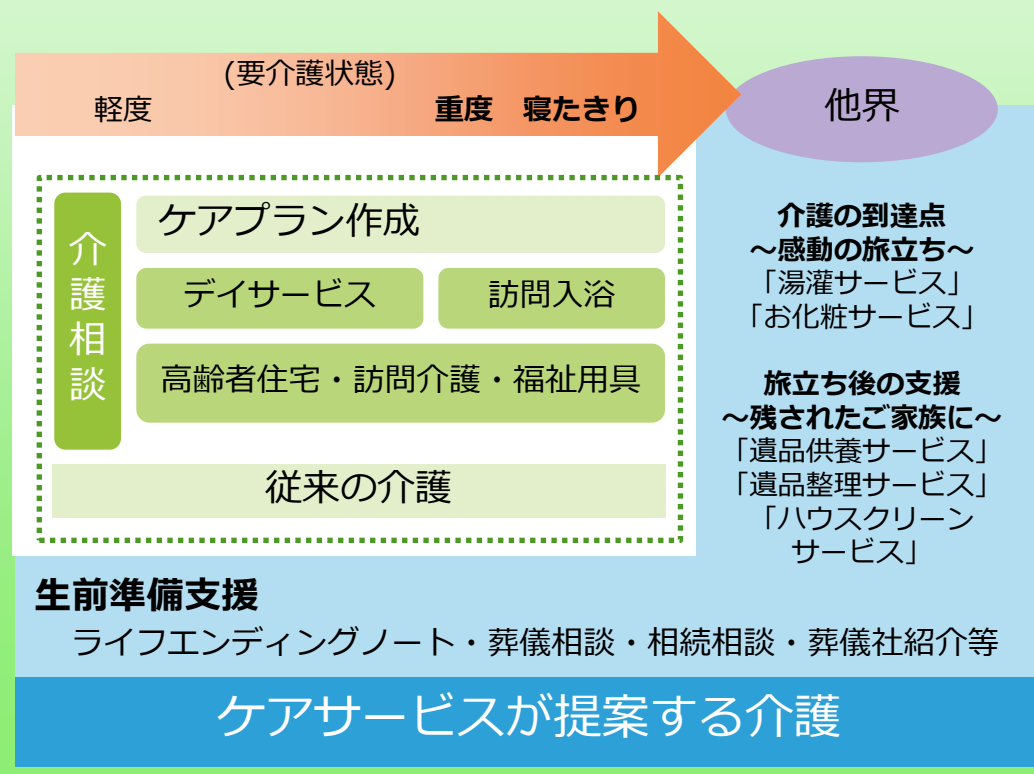 (要介護状態)
軽度　重度　寝たきり
他界
介護相談
ケアプラン作成
デイサービス
訪問入浴
高齢者住宅・訪問介護・福祉用具
従来の介護
介護の到達点
～感動の旅立ち～
「湯灌サービス」
「お化粧サービス」
旅立ち後の支援
～残されたご家族に～
「遺品供養サービス」
「遺品整理サービス」
「ハウスクリーン
サービス」
生前準備支援
ライフエンディングノート・葬儀相談・相続相談・葬儀社紹介等
ケアサービスが提案する介護